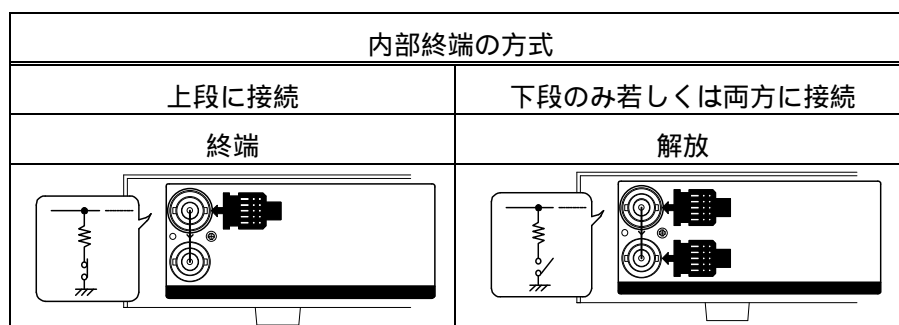 内部終端の方式
上段に接続
下段のみ若しくは両方に接続
終端
解放